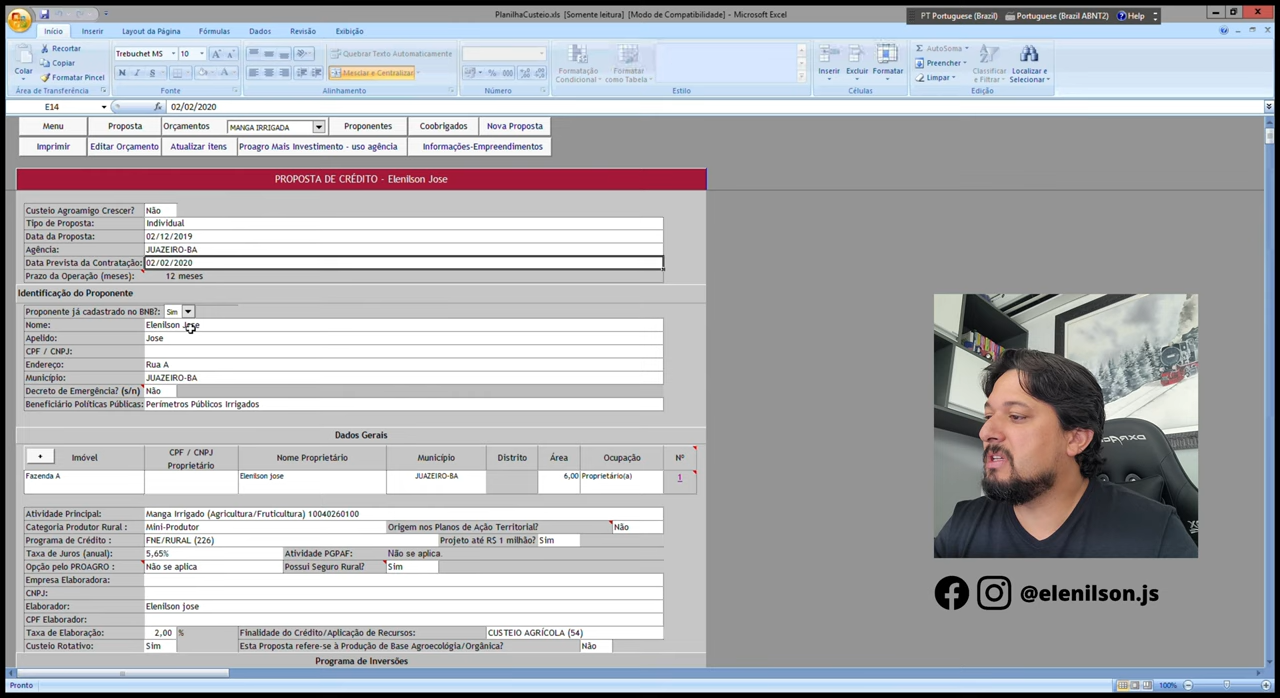 PlanilhaCusteio.xls [Somente leitura] [Modo de Compatibilidade] - Microsoft Excel
PT Portuguese (Brazil) Portuguese (Brazil ABNT2) Help
Início Inserir Layout da Página Fórmulas Dados Revisão Exibição
Colar
Recortar
Copiar
Formatar Pincel
Área de Transferência
Trebuchet MS 10
N I S
Fonte
Quebrar Texto Automaticamente
Mesclar e Centralizar
Alinhamento
% 000
Número
Formatação Condicional
Formatar como Tabela
Estilo
Inserir Excluir Formatar
Células
AutoSoma
Preencher
Limpar
Classificar e Filtrar
Localizar e Selecionar
Edição
E14 fx 02/02/2020
Menu Proposta Orçamentos MANGA IRRIGADA Proponentes Coobrigados Nova Proposta
Imprimir Editar Orçamento Atualizar itens Proagro Mais Investimento - uso agência Informações-Empreendimentos
PROPOSTA DE CRÉDITO - Elenilson Jose
Custeio Agroamigo Crescer? Não
Tipo de Proposta: Individual
Data da Proposta: 02/12/2019
Agência: JUAZEIRO-BA
Data Prevista da Contratação: 02/02/2020
Prazo da Operação (meses): 12 meses
Identificação do Proponente
Proponente já cadastrado no BNB?: Sim
Nome: Elenilson Jose
Apelido: Jose
CPF / CNPJ:
Endereço: Rua A
Município: JUAZEIRO-BA
Decreto de Emergência? (s/n) Não
Beneficiário Políticas Públicas: Perímetros Públicos Irrigados
Dados Gerais
+ Imóvel CPF / CNPJ Proprietário Nome Proprietário Município Distrito Área Ocupação Nº
Fazenda A Elenilson jose JUAZEIRO-BA 6,00 Proprietário(a) 1
Atividade Principal: Manga Irrigado (Agricultura/Fruticultura) 10040260100
Categoria Produtor Rural : Mini-Produtor Origem nos Planos de Ação Territorial? Não
Programa de Crédito : FNE/RURAL (226) Projeto até R$ 1 milhão? Sim
Taxa de Juros (anual): 5,65% Atividade PGPAF: Não se aplica.
Opção pelo PROAGRO : Não se aplica Possui Seguro Rural? Sim
Empresa Elaboradora:
CNPJ:
Elaborador: Elenilson jose
CPF Elaborador:
Taxa de Elaboração: 2,00 % Finalidade do Crédito/Aplicação de Recursos: CUSTEIO AGRÍCOLA (54)
Custeio Rotativo: Sim Esta Proposta refere-se à Produção de Base Agroecológia/Orgânica? Não
Programa de Inversões
DXRACER
@elenilson.js
Pronto 100%